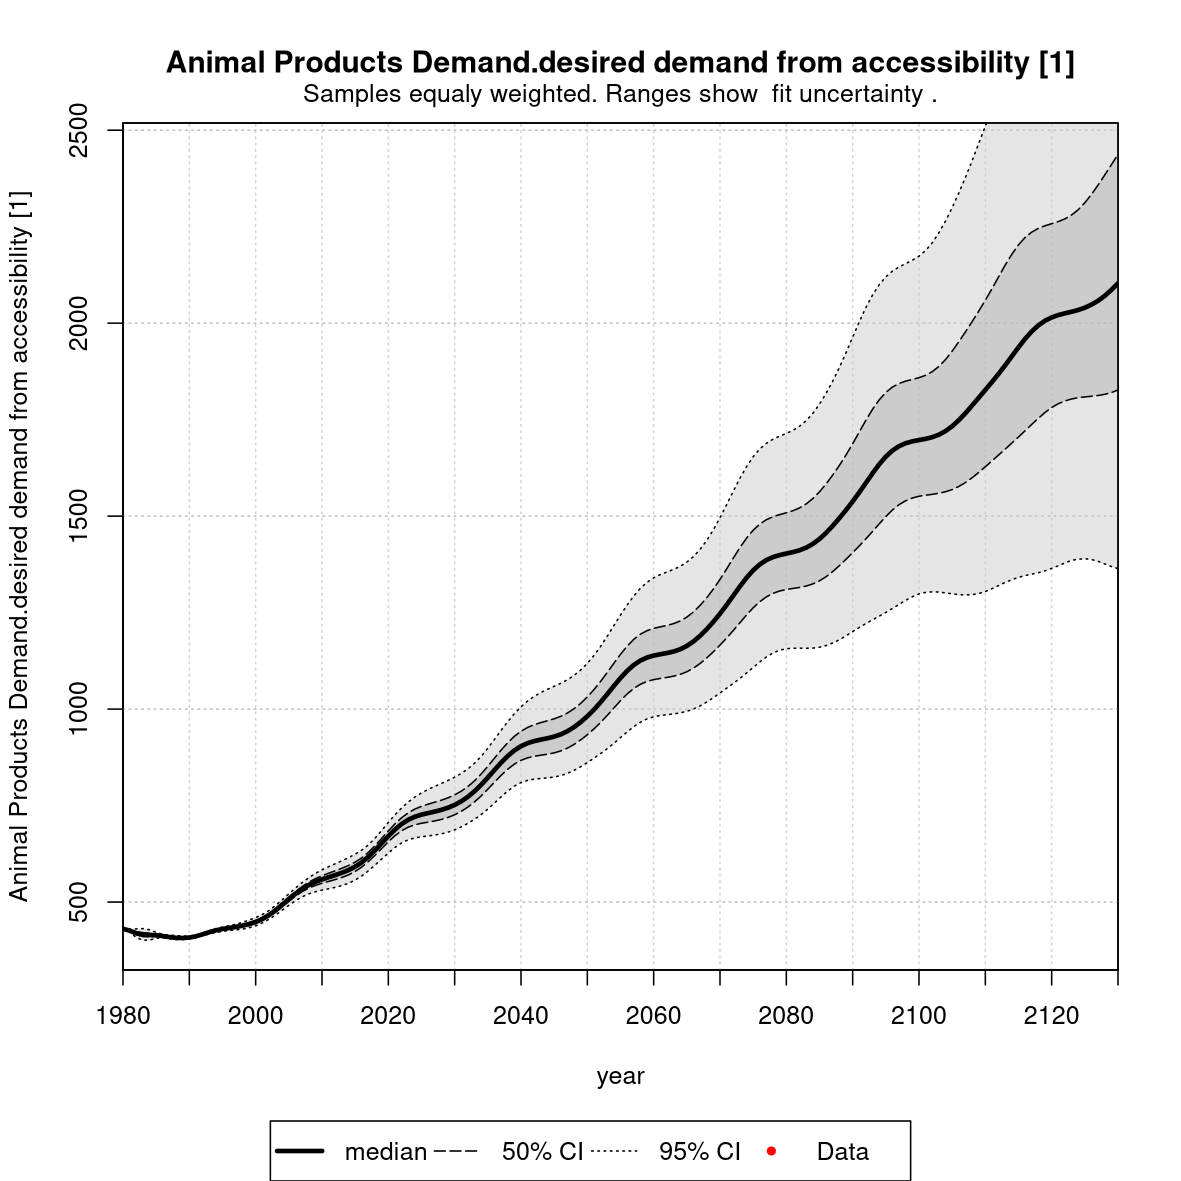 Animal Products Demand.desired demand from accessibility [1]
Samples equaly weighted. Ranges show  fit uncertainty .
Animal Products Demand.desired demand from accessibility [1]
2500
2000
1500
1000
500
1980 2000 2020 2040 2060 2080 2100 2120
year
median 50% CI 95% CI Data